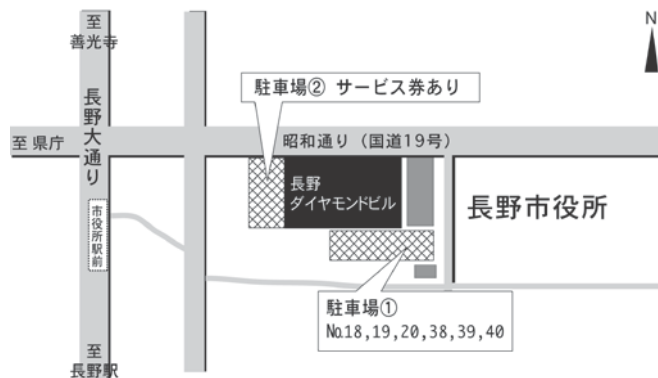 至
善光寺
N
駐車場② サービス券あり
至 県庁
長野大通り
昭和通り（国道19号）
長野
ダイヤモンドビル
長野市役所
市役所駅前
駐車場①
No.18,19,20,38,39,40
至
長野駅